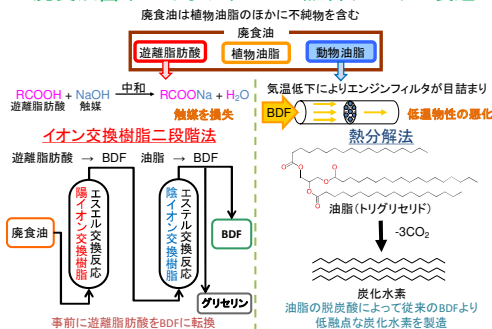 廃食油は植物油脂のほかに不純物を含む
廃食油
遊離脂肪酸
植物油脂
動物油脂
RCOOH + NaOH 中和 → RCOONa + H₂O
遊離脂肪酸 触媒
触媒を損失
気温低下によりエンジンフィルタが目詰まり
BDF
低温物性の悪化
イオン交換樹脂二段階法
遊離脂肪酸 → BDF 油脂 → BDF
廃食油
陽イオン交換樹脂
エステル交換反応
陰イオン交換樹脂
エステル交換反応
BDF
グリセリン
事前に遊離脂肪酸をBDFに転換
熱分解法
O
O
O
O
O
O
油脂(トリグリセリド)
-3CO₂
炭化水素
油脂の脱炭酸によって従来のBDFより
低融点な炭化水素を製造